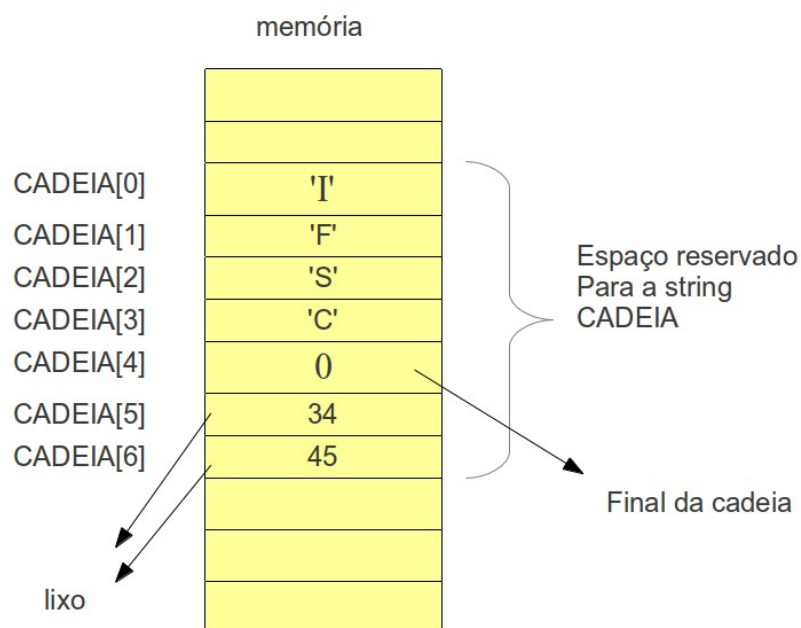 memória
CADEIA[0] 'I'
CADEIA[1] 'F'
CADEIA[2] 'S'
CADEIA[3] 'C'
CADEIA[4] 0
CADEIA[5] 34
CADEIA[6] 45
Espaço reservado
Para a string
CADEIA
Final da cadeia
lixo